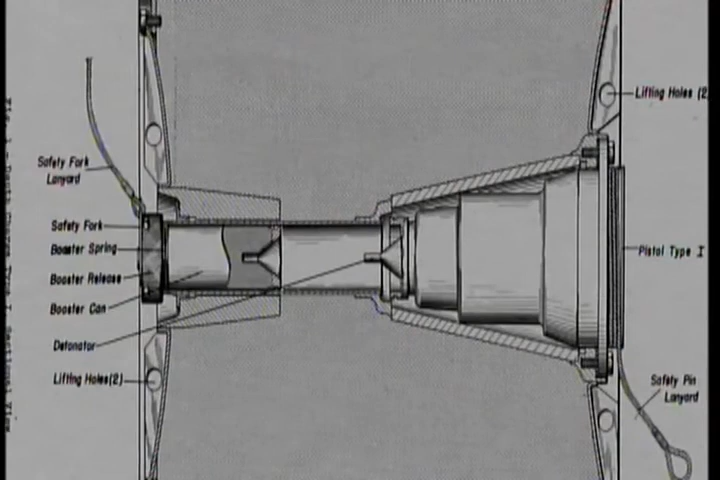 Lifting Holes (2
Safety Fork
Lanyard
Safety Fork
Booster Spring
Booster Release
Booster Can
Detonator
Lifting Holes(2)
Pistol Type I
Safety Pin
Lanyard